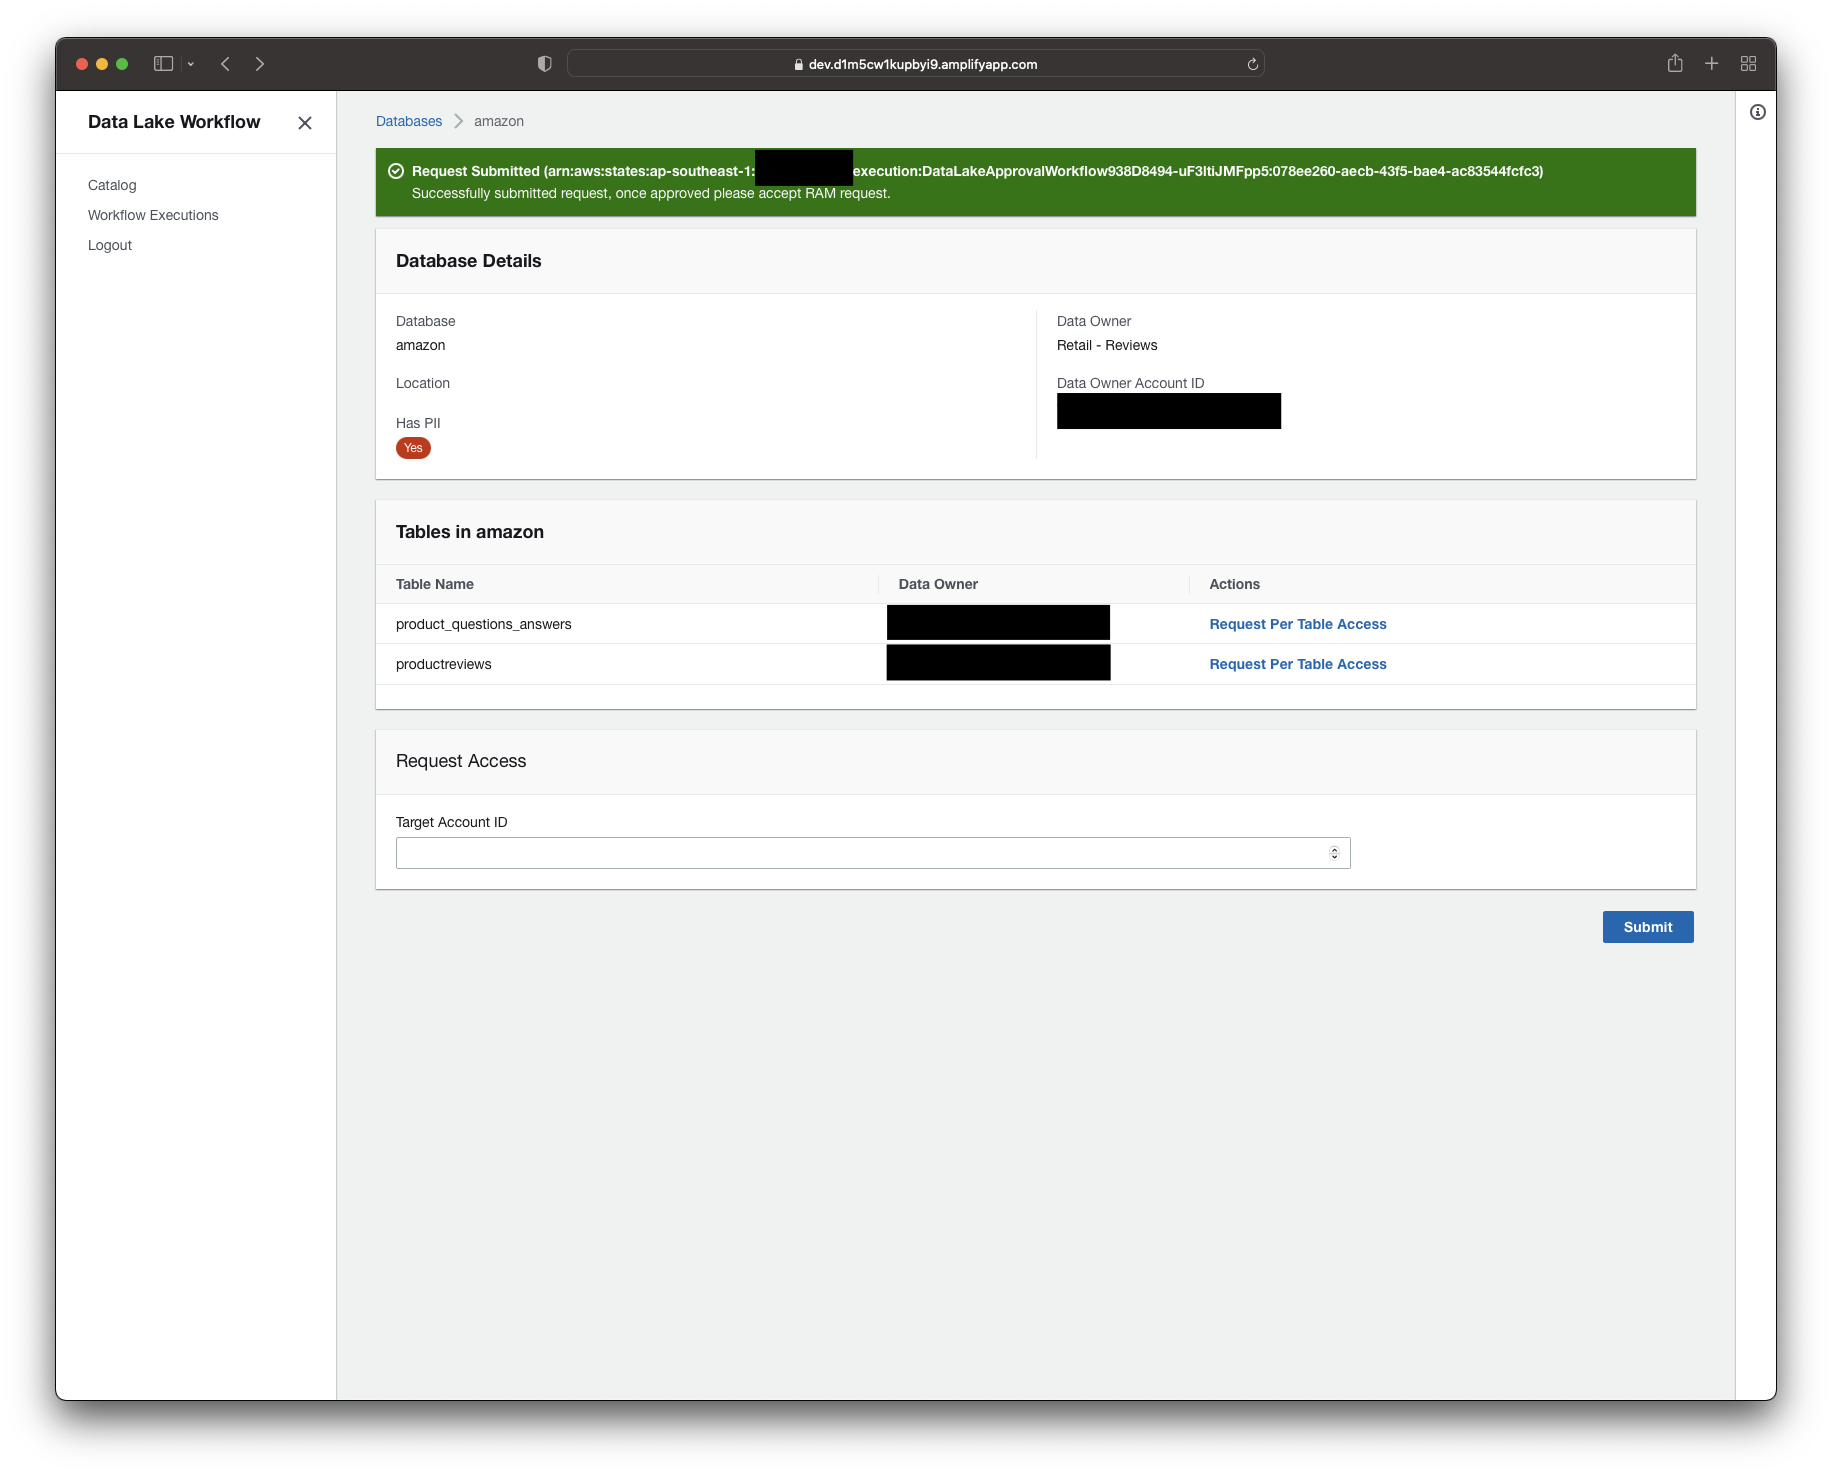 dev.d1m5cw1kupbyi9.amplifyapp.com
Data Lake Workflow
Catalog
Workflow Executions
Logout
Databases
amazon
Request Submitted (arn:aws:states:ap-southeast-1: execution:DataLakeApprovalWorkflow938D8494-uF3ltiJMFpp5:078ee260-aecb-43f5-bae4-ac83544fcfc3)
Successfully submitted request, once approved please accept RAM request.
Database Details
Database
amazon
Location
Has PII
Yes
Data Owner
Retail - Reviews
Data Owner Account ID
Tables in amazon
Table Name Data Owner Actions
product_questions_answers Request Per Table Access
productreviews Request Per Table Access
Request Access
Target Account ID
Submit